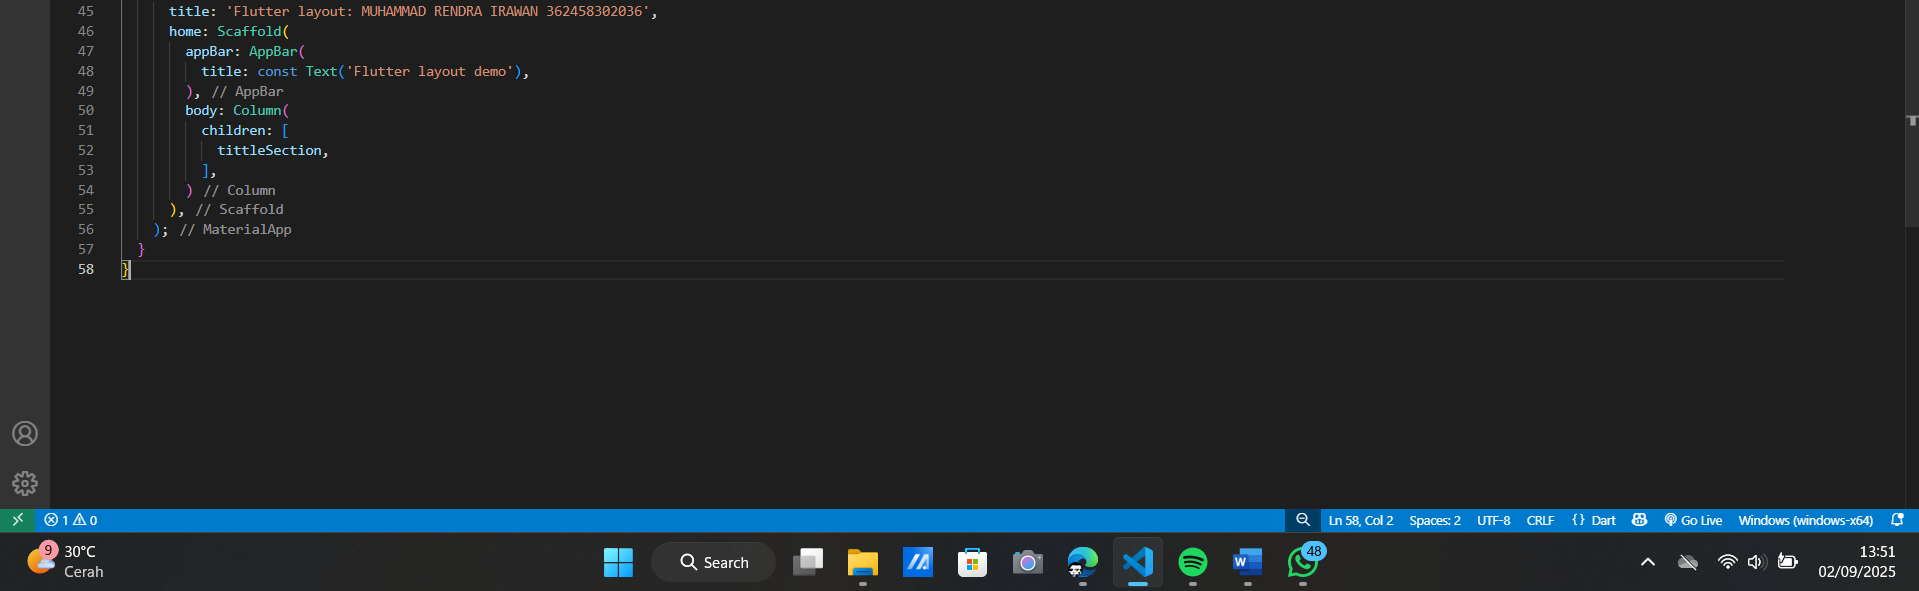 45 title: 'Flutter layout: MUHAMMAD RENDRA IRAWAN 362458302036',
46 home: Scaffold(
47 appBar: AppBar(
48 title: const Text('Flutter layout demo'),
49 ), // AppBar
50 body: Column(
51 children: [
52 tittleSection,
53 ],
54 ) // Column
55 ), // Scaffold
56 ); // MaterialApp
57 }
58 }
1 0 Ln 58, Col 2 Spaces: 2 UTF-8 CRLF { } Dart Go Live Windows (windows-x64)
9 30°C
Cerah
Search
W
48
13:51
02/09/2025